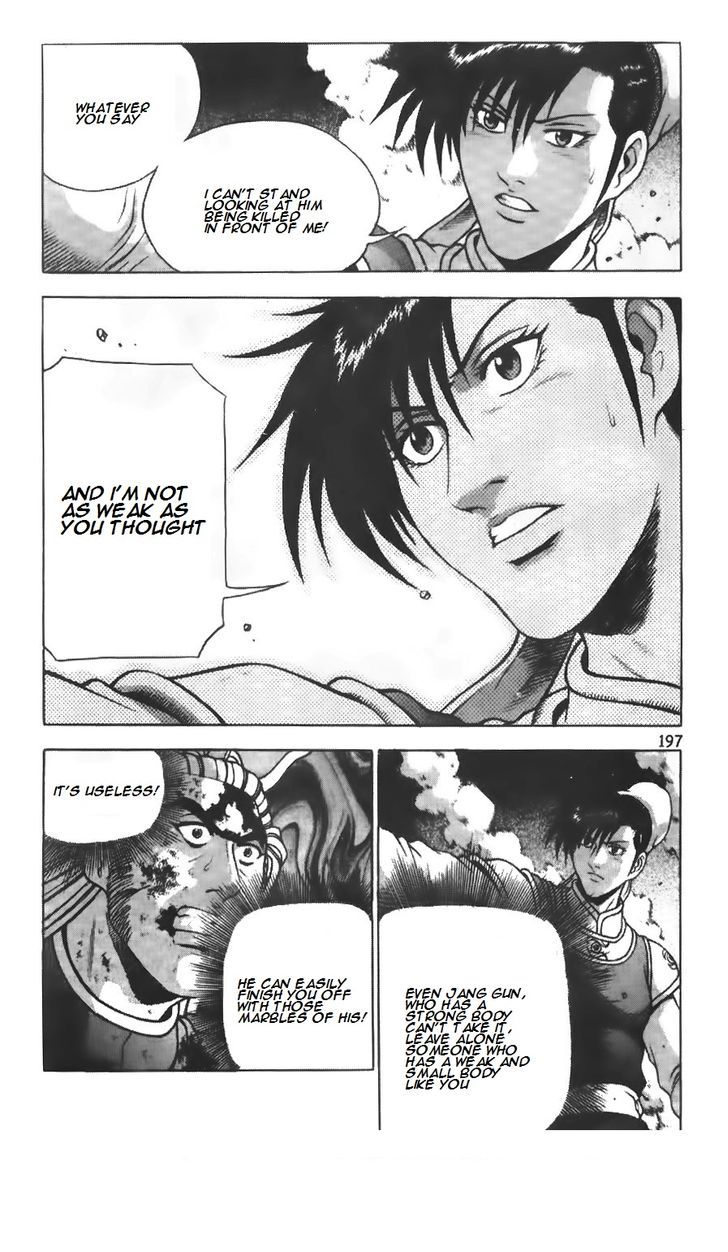 WHATEVER
YOU SAY
I CAN'T STAND
LOOKING AT HIM
BEING KILLED
IN FRONT OF ME!
AND I'M NOT
AS WEAK AS
YOU THOUGHT
197
IT'S USELESS!
HE CAN EASILY
FINISH YOU OFF
WITH THOSE
MARBLES OF HIS!
EVEN JANG GUN,
WHO HAS A
STRONG BODY
CAN'T TAKE IT,
LEAVE ALONE
SOMEONE WHO
HAS A WEAK AND
SMALL BODY
LIKE YOU